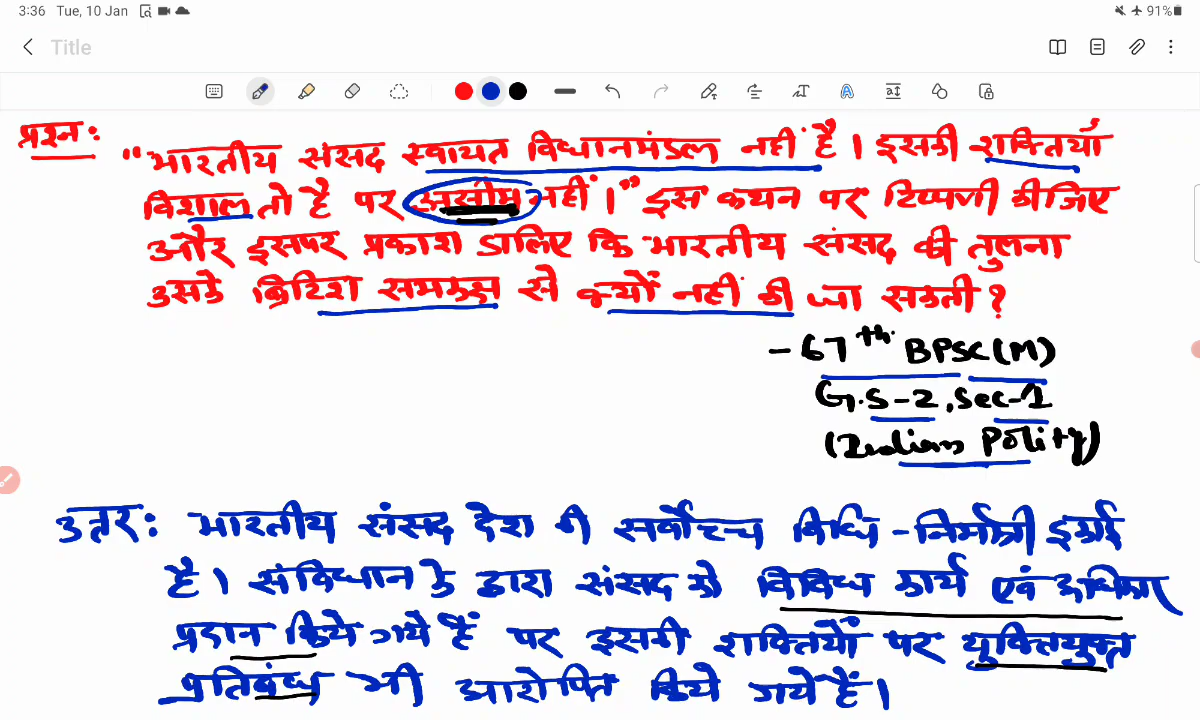 3:36 Tue, 10 Jan
91%
Title
प्रश्न:
"भारतीय संसद स्वायत विधानमंडल नहीं है। इसकी शक्तियाँ
विशाल तो है पर असीम नहीं।" इस कथन पर टिप्पणी कीजिए
और इसपर प्रकाश डालिए कि भारतीय संसद की तुलना
उसके ब्रिटिश समकक्ष से क्यों नहीं की जा सकती?
- 67th BPSC(M)
G.S-2, Sec-1
(Indian Polity)
उत्तर: भारतीय संसद देश की सर्वोच्च विधि-निर्मात्री इकाई
है। संविधान के द्वारा संसद को विविध कार्य एवं अधिकार
प्रदान किये गये हैं पर इसकी शक्तियों पर युक्तियुक्त
प्रतिबंध भी आरोपित किये गये हैं।